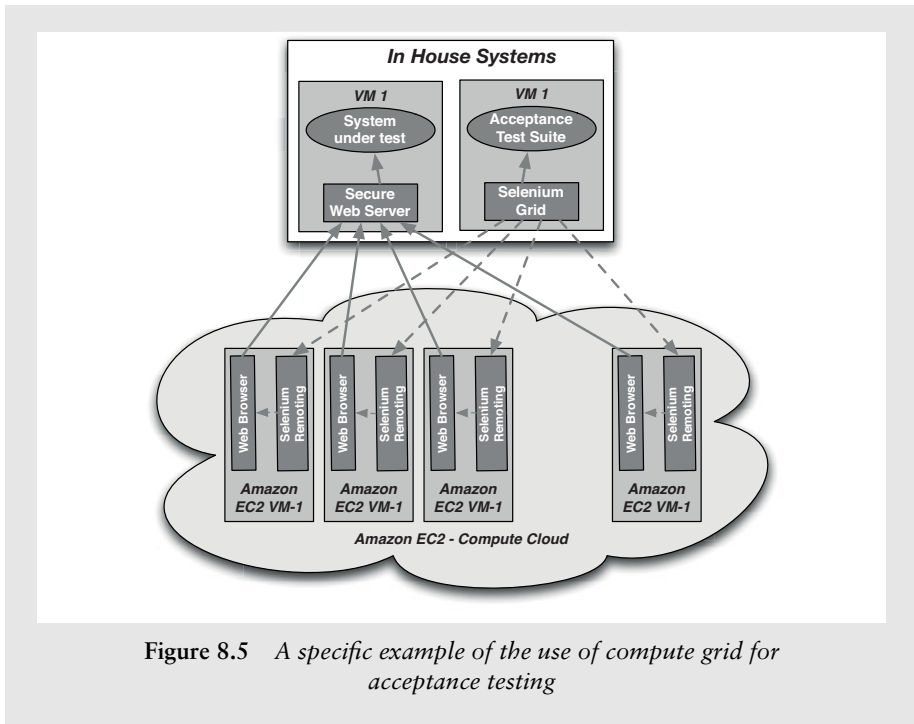 In House Systems
VM 1
System
under test
Secure
Web Server
VM 1
Acceptance
Test Suite
Selenium
Grid
Web Browser
Selenium
Remoting
Amazon
EC2 VM-1
Web Browser
Selenium
Remoting
Amazon
EC2 VM-1
Web Browser
Selenium
Remoting
Amazon
EC2 VM-1
Web Browser
Selenium
Remoting
Amazon
EC2 VM-1
Amazon EC2 - Compute Cloud
Figure 8.5 A specific example of the use of compute grid for
acceptance testing